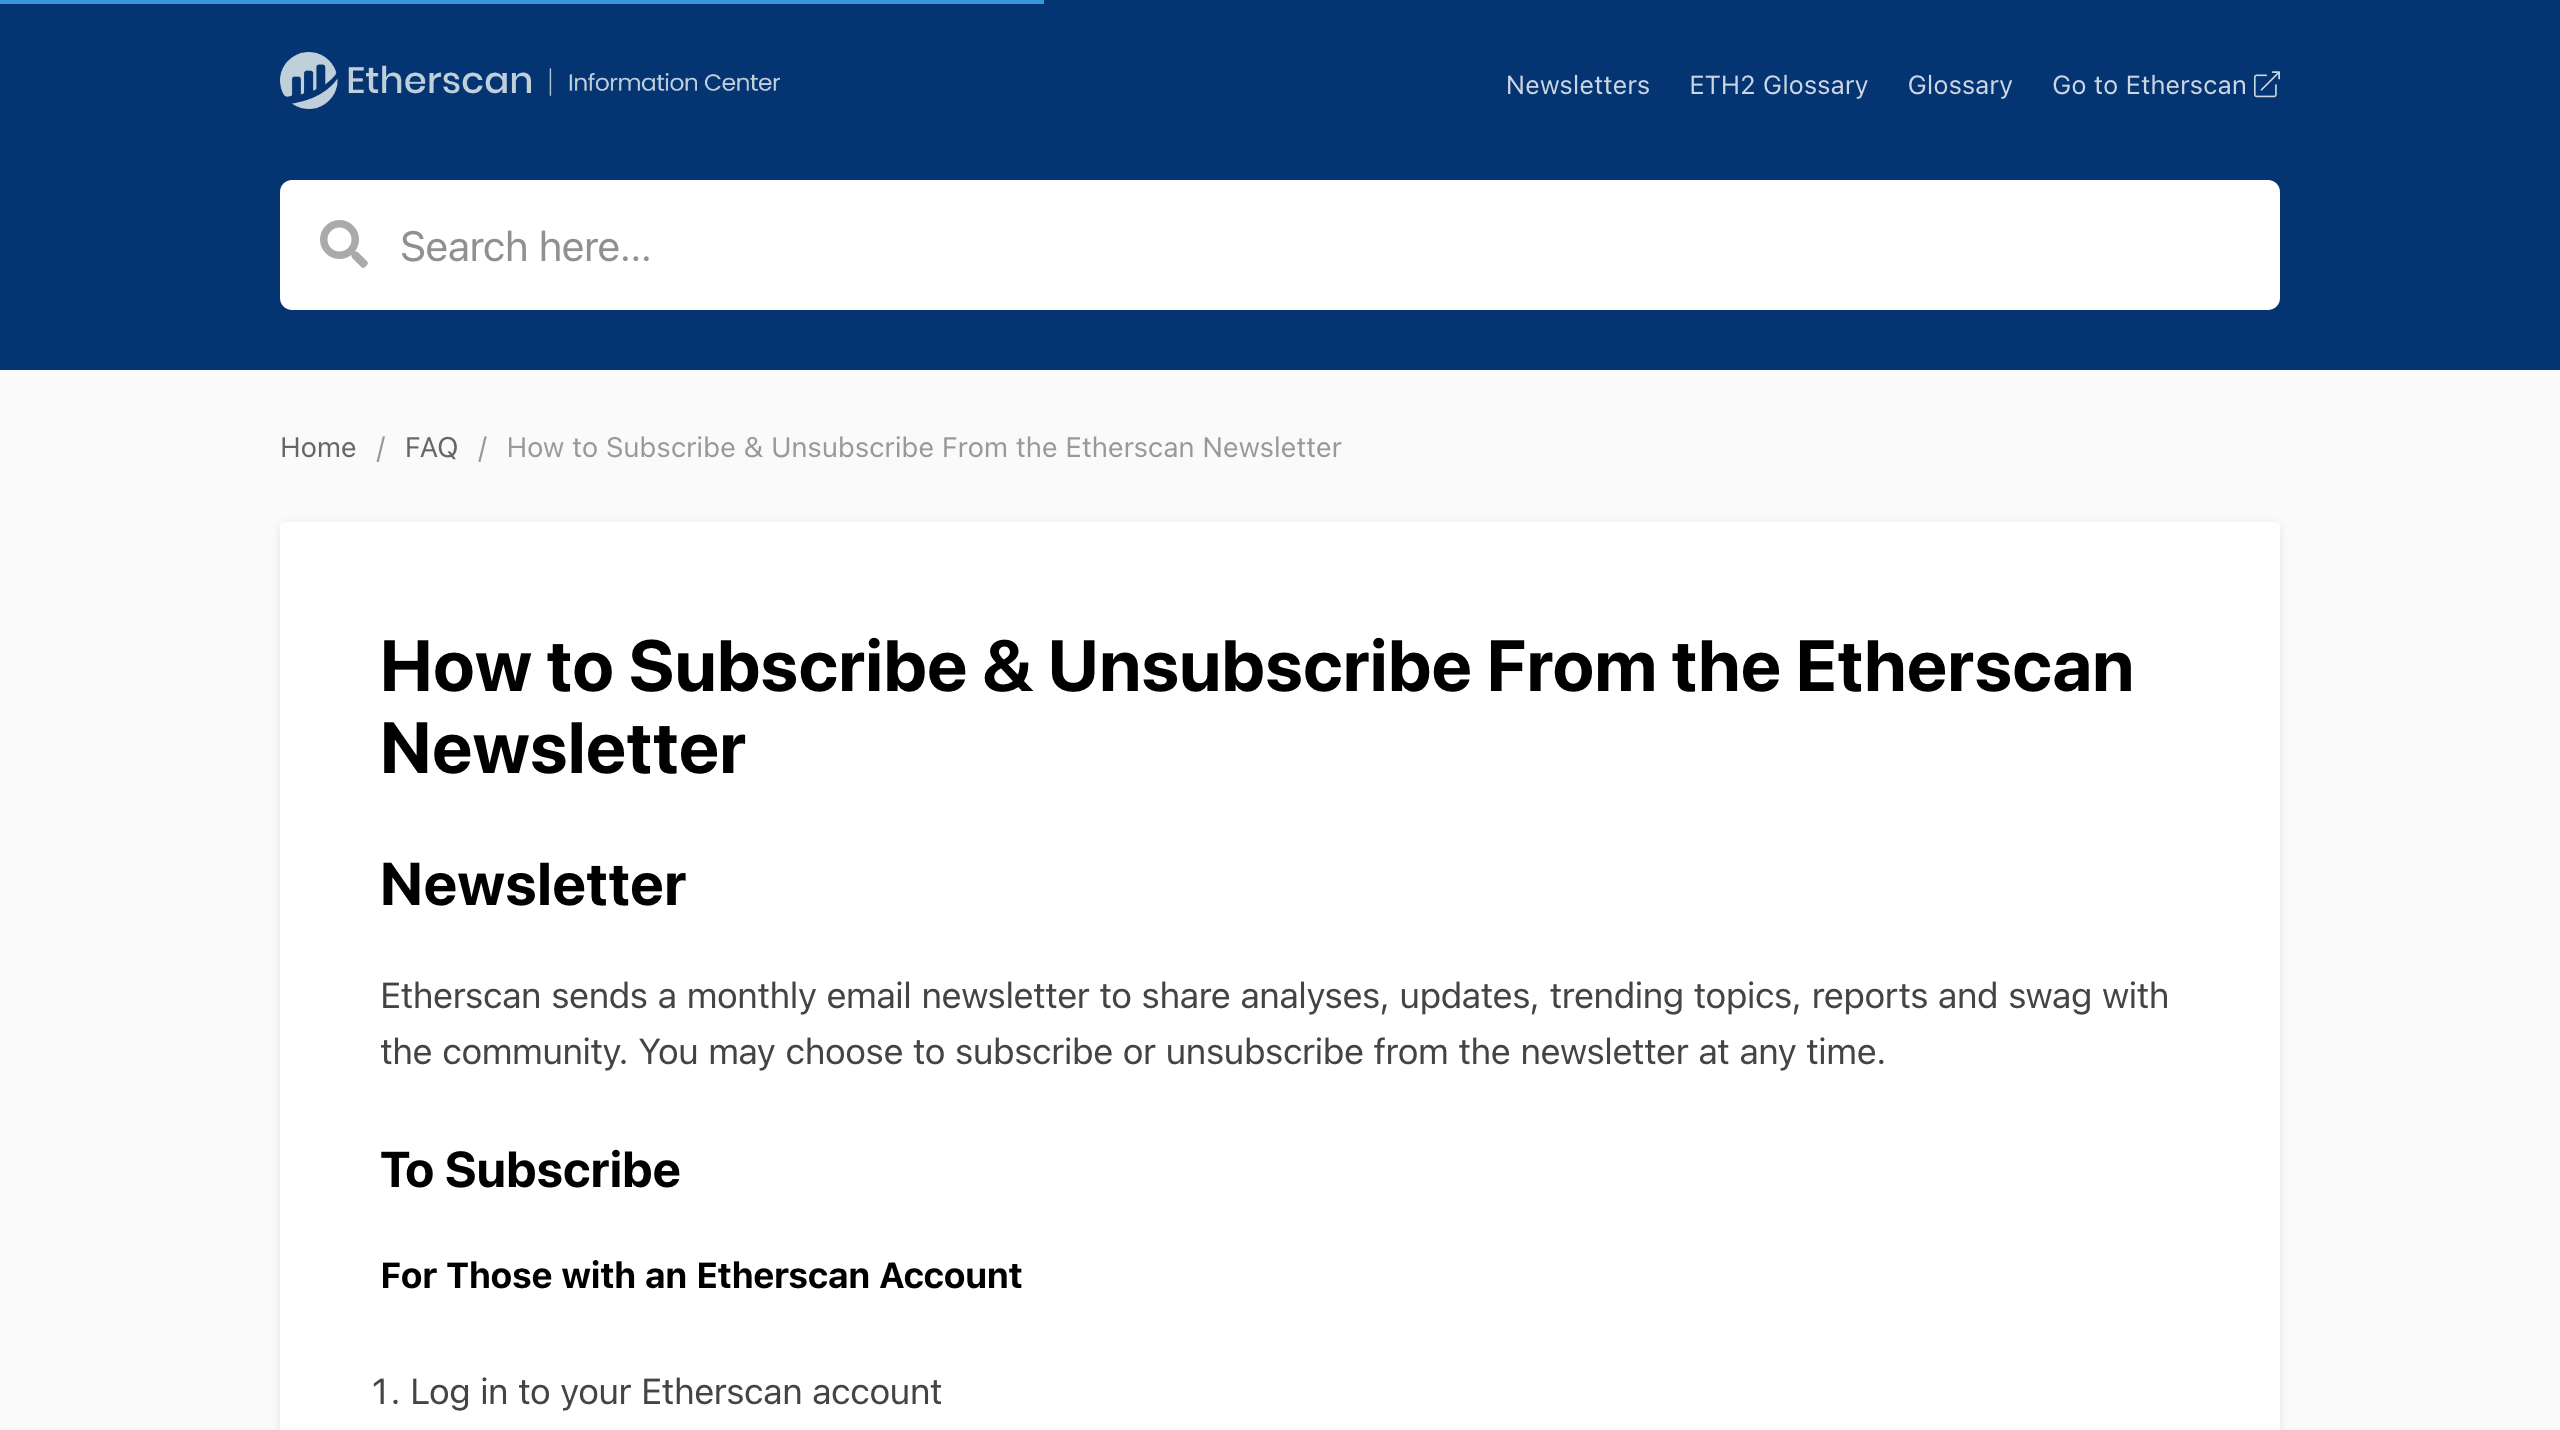 Etherscan | Information Center
Newsletters ETH2 Glossary Glossary Go to Etherscan
Search here...
Home / FAQ / How to Subscribe & Unsubscribe From the Etherscan Newsletter
How to Subscribe & Unsubscribe From the Etherscan
Newsletter
Newsletter
Etherscan sends a monthly email newsletter to share analyses, updates, trending topics, reports and swag with
the community. You may choose to subscribe or unsubscribe from the newsletter at any time.
To Subscribe
For Those with an Etherscan Account
1. Log in to your Etherscan account